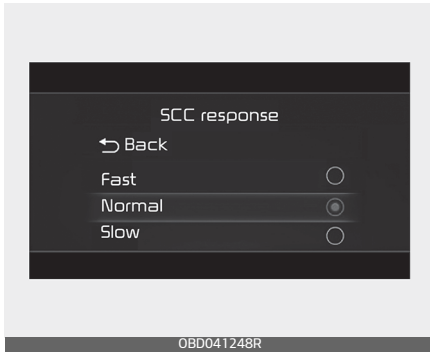 SCC response
Back
Fast
Normal
Slow
OBD041248R